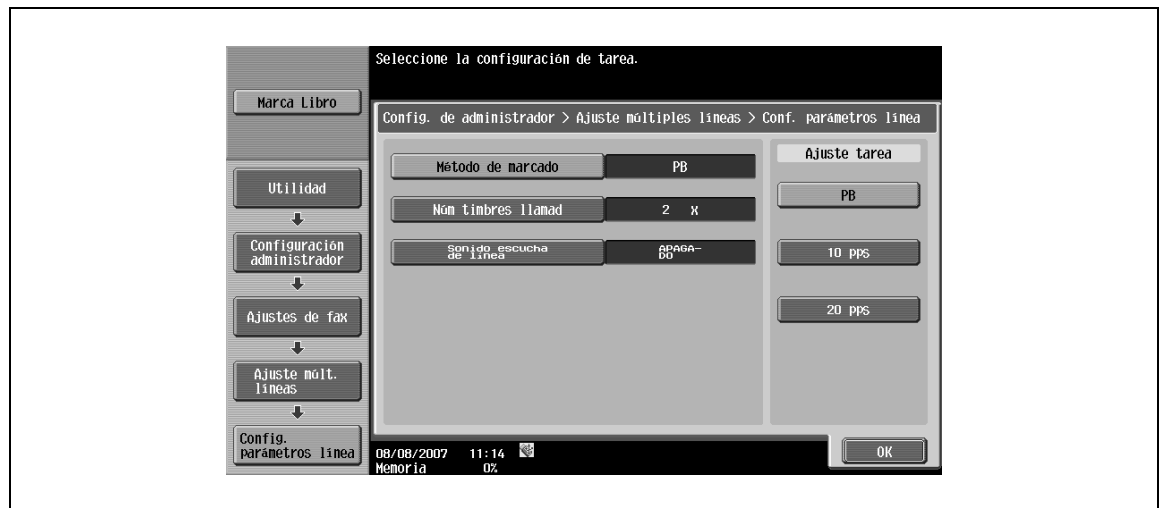 Seleccione la configuración de tarea.
Marca Libro
Config. de administrador > Ajuste múltiples líneas > Conf. parámetros línea
Utilidad
Configuración
administrador
Ajustes de fax
Ajuste múlt.
líneas
Config.
parámetros línea
Método de marcado
PB
Núm timbres llamad
2 X
Sonido escucha
de línea
APAGA-
DO
Ajuste tarea
PB
10 pps
20 pps
08/08/2007 11:14
Memoria 0%
OK